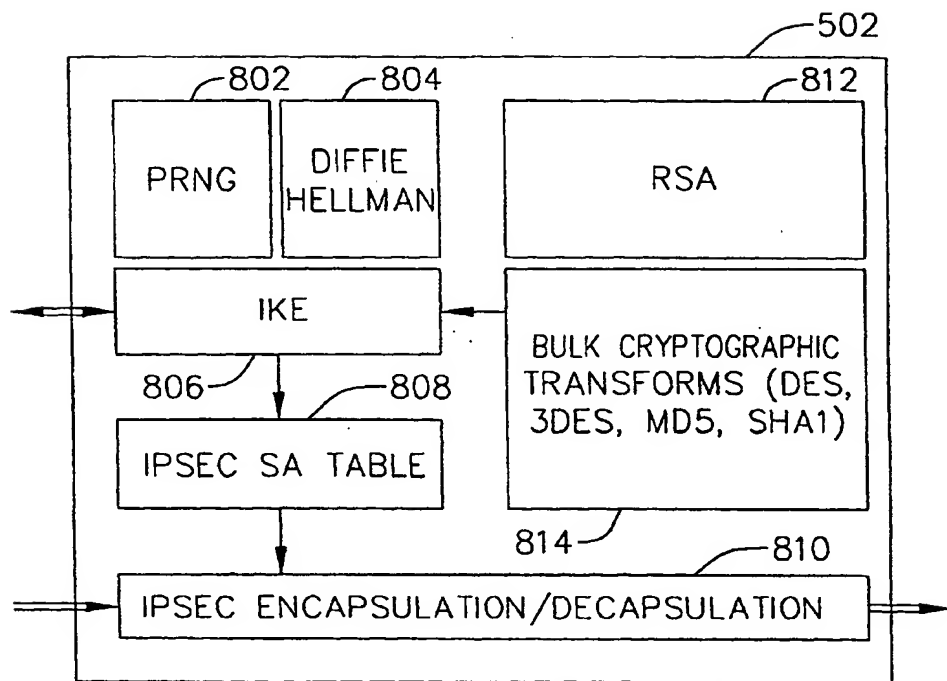 502
802
804
812
PRNG
DIFFIE
HELLMAN
RSA
IKE
806
808
BULK CRYPTOGRAPHIC
TRANSFORMS (DES,
3DES, MD5, SHA1)
IPSEC SA TABLE
814
810
IPSEC ENCAPSULATION/DECAPSULATION